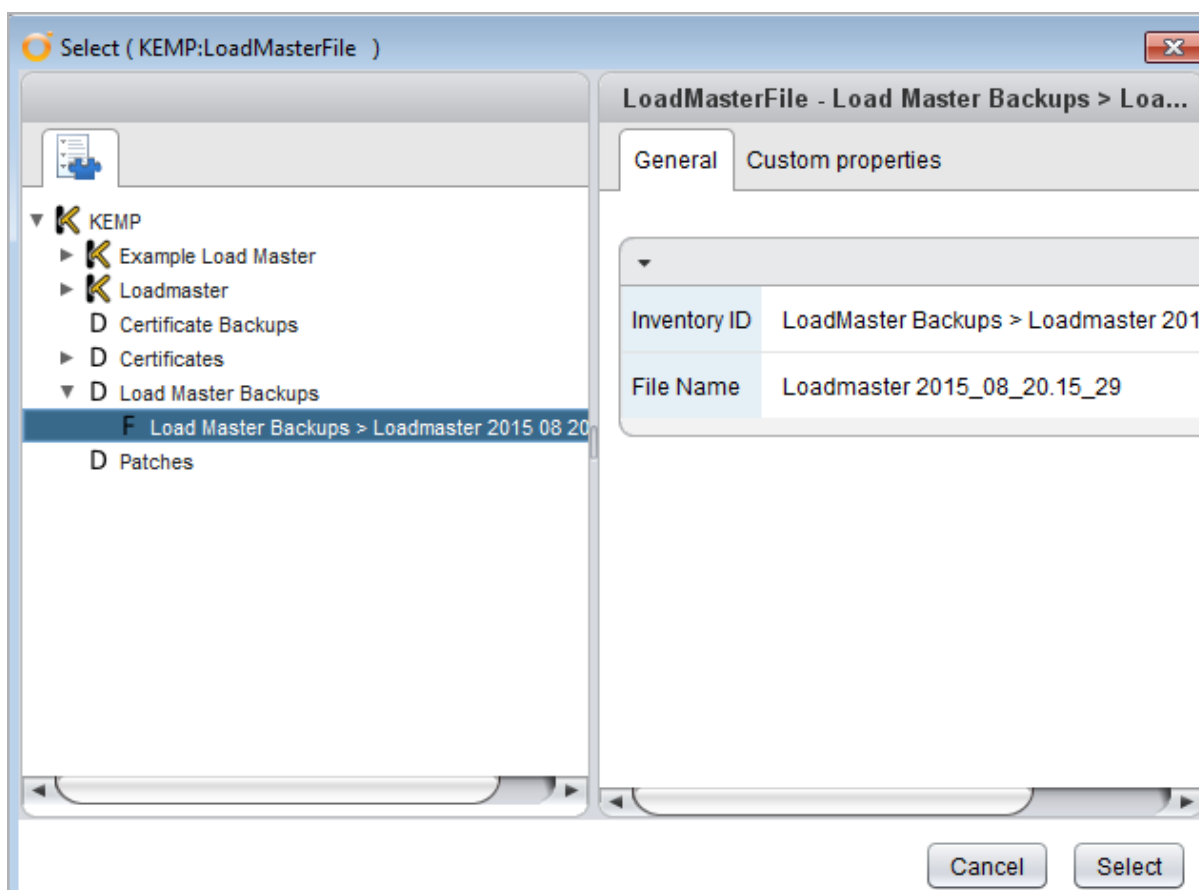 Select ( KEMP:LoadMasterFile )
LoadMasterFile - Load Master Backups > Loa...
General Custom properties
KEMP
Example Load Master
Loadmaster
D Certificate Backups
D Certificates
D Load Master Backups
F Load Master Backups > Loadmaster 2015 08 20
D Patches
Inventory ID LoadMaster Backups > Loadmaster 201
File Name Loadmaster 2015_08_20.15_29
Cancel Select